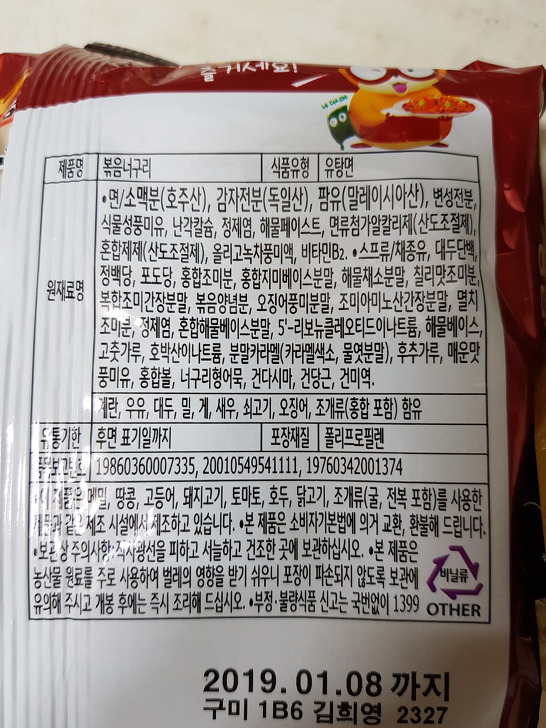 즐기세요!
제품명 볶음너구리 식품유형 유탕면
원재료명
•면/소맥분(호주산), 감자전분(독일산), 팜유(말레이시아산), 변성전분,
식물성풍미유, 난각칼슘, 정제염, 해물페이스트, 면류첨가알칼리제(산도조절제),
혼합제제(산도조절제), 올리고녹차풍미액, 비타민B₂. •스프류/채종유, 대두단백,
정백당, 포도당, 홍합조미분, 홍합지미베이스분말, 해물채소분말, 칠리맛조미분,
복합조미간장분말, 볶음양념분, 오징어풍미분말, 조미아미노산간장분말, 멸치
조미분, 정제염, 혼합해물베이스분말, 5'-리보뉴클레오티드이나트륨, 해물베이스,
고춧가루, 호박산이나트륨, 분말카라멜(카라멜색소, 물엿분말), 후추가루, 매운맛
풍미유, 홍합볼, 너구리형어묵, 건다시마, 건당근, 건미역.
계란, 우유, 대두, 밀, 게, 새우, 쇠고기, 오징어, 조개류(홍합 포함) 함유
유통기한 후면 표기일까지 포장재질 폴리프로필렌
품목보고번호 19860360007335, 20010549541111, 19760342001374
•이 제품은 메밀, 땅콩, 고등어, 돼지고기, 토마토, 호두, 닭고기, 조개류(굴, 전복 포함)를 사용한
제품과 같은 제조 시설에서 제조하고 있습니다. •본 제품은 소비자기본법에 의거 교환, 환불해 드립니다.
•보관상 주의사항:직사광선을 피하고 서늘하고 건조한 곳에 보관하십시오. •본 제품은
농산물 원료를 주로 사용하여 벌레의 영향을 받기 쉬우니 포장이 파손되지 않도록 보관에
유의해 주시고 개봉 후에는 즉시 조리해 드십시오. •부정·불량식품 신고는 국번없이 1399
비닐류
OTHER
2019.01.08 까지
구미 1B6 김희영 2327